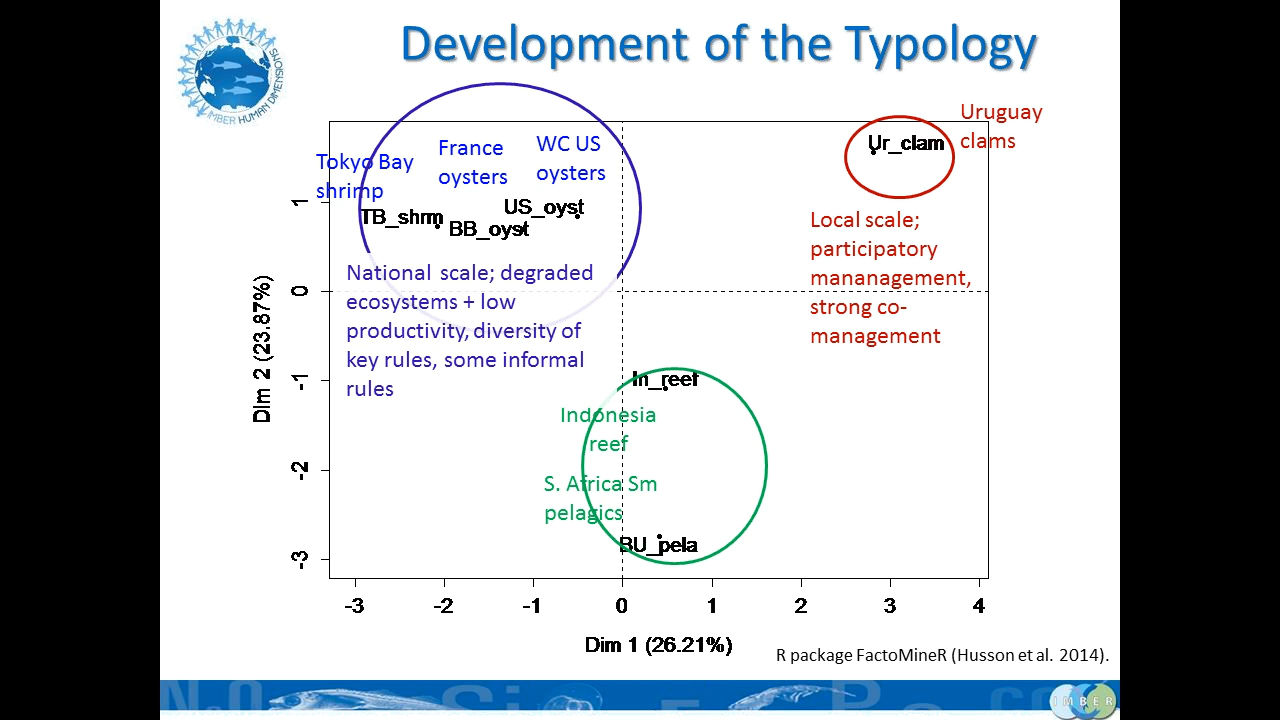 Development of the Typology
IMBER HUMAN DIMENSIONS
Uruguay
clams
Ur_clam
Tokyo Bay
shrimp
France
oysters
WC US
oysters
TB_shrm
BB_oyst
US_oyst
Local scale;
participatory
mananagement,
strong co-
management
National scale; degraded
ecosystems + low
productivity, diversity of
key rules, some informal
rules
In_reef
Indonesia
reef
S. Africa Sm
pelagics
BU_pela
Dim 2 (23.87%)
1
0
-1
-2
-3
-3 -2 -1 0 1 2 3 4
Dim 1 (26.21%)
R package FactoMineR (Husson et al. 2014).
IMBER